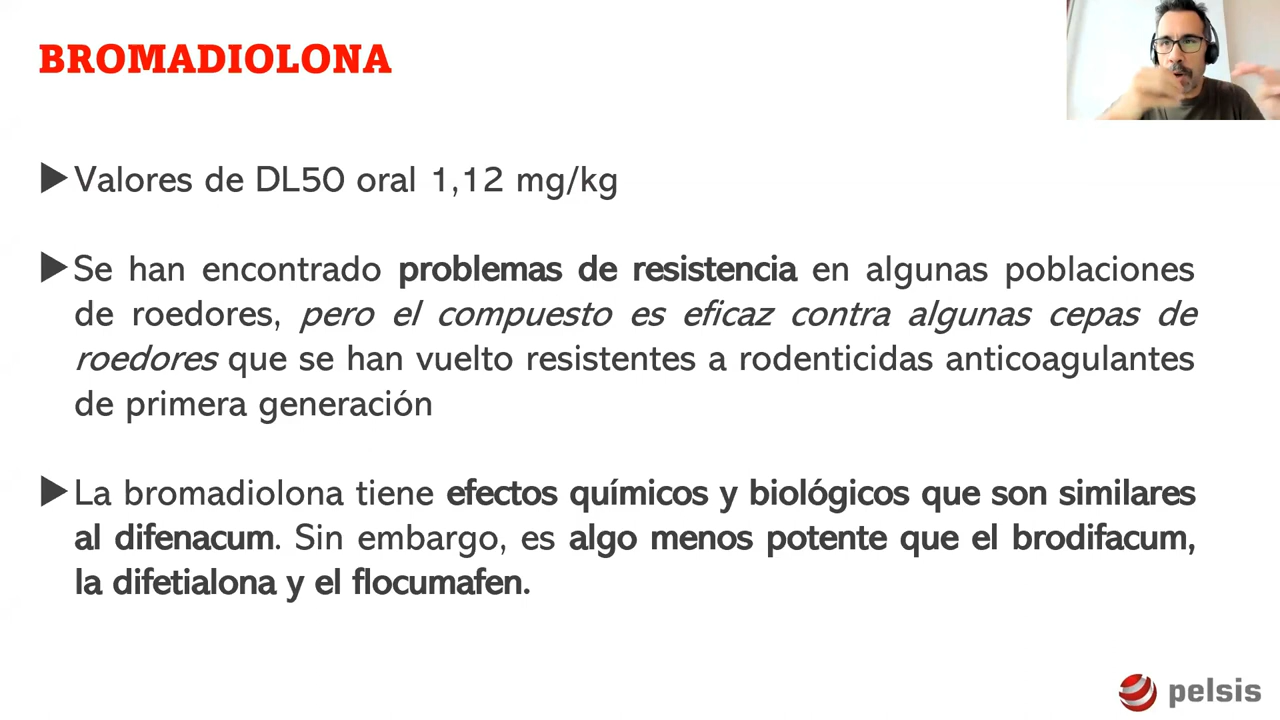 BROMADIOLONA
▶Valores de DL50 oral 1,12 mg/kg
▶Se han encontrado problemas de resistencia en algunas poblaciones
de roedores, pero el compuesto es eficaz contra algunas cepas de
roedores que se han vuelto resistentes a rodenticidas anticoagulantes
de primera generación
▶La bromadiolona tiene efectos químicos y biológicos que son similares
al difenacum. Sin embargo, es algo menos potente que el brodifacum,
la difetialona y el flocumafen.
pelsis